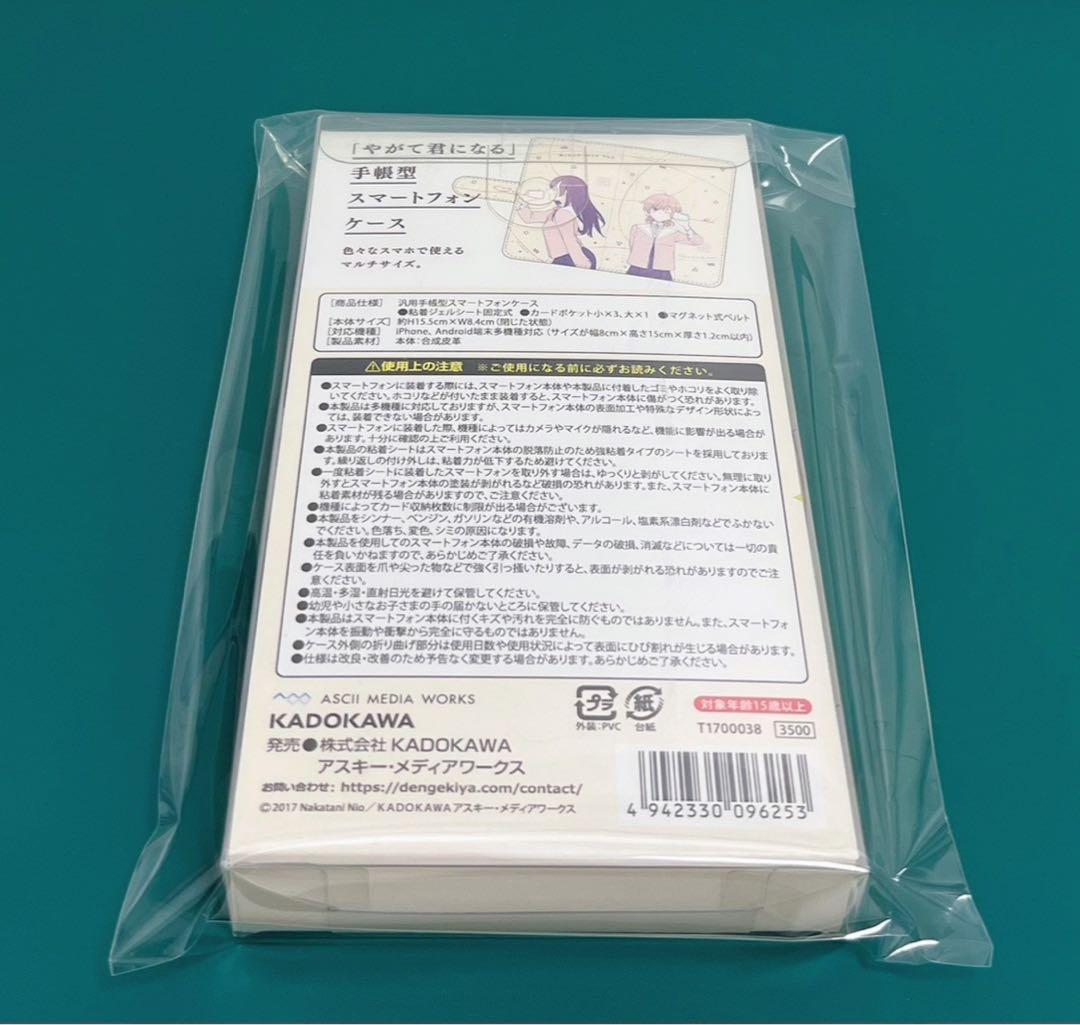 「やがて君になる」
手帳型
スマートフォン
ケース
色々なスマホで使える
マルチサイズ。
［商品仕様］ 汎用手帳型スマートフォンケース
●粘着ジェルシート固定式 ●カードポケット小×3、大×1 ●マグネット式ベルト
［本体サイズ］ 約H15.5cm×W8.4cm（閉じた状態）
［対応機種］ iPhone、Android端末多機種対応（サイズが幅8cm×高さ15cm×厚さ1.2cm以内）
［製品素材］ 本体：合成皮革
⚠使用上の注意 ※ご使用になる前に必ずお読みください。
●スマートフォンに装着する際には、スマートフォン本体や本製品に付着したゴミやホコリをよく取り除
いてください。ホコリなどが付いたまま装着すると、スマートフォン本体に傷がつく恐れがあります。
●本製品は多機種に対応しておりますが、スマートフォン本体の表面加工や特殊なデザイン形状によっ
ては、装着できない場合があります。
●スマートフォンに装着した際、機種によってはカメラやマイクが隠れるなど、機能に影響が出る場合が
あります。十分に確認の上ご利用ください。
●本製品の粘着シートはスマートフォン本体の脱落防止のため強粘着タイプのシートを採用しておりま
す。繰り返しの付け外しは、粘着力が低下するため避けてください。
●一度粘着シートに装着したスマートフォンを取り外す場合は、ゆっくりと剥がしてください。無理に取り
外すとスマートフォン本体の塗装が剥がれるなど破損の恐れがあります。また、スマートフォン本体に
粘着素材が残る場合がありますので、ご注意ください。
●機種によってカード収納枚数に制限が出る場合がございます。
●本製品をシンナー、ベンジン、ガソリンなどの有機溶剤や、アルコール、塩素系漂白剤などでふかない
でください。色落ち、変色、シミの原因になります。
●本製品を使用してのスマートフォン本体の破損や故障、データの破損、消滅などについては一切の責
任を負いかねますので、あらかじめご了承ください。
●ケース表面を爪や尖った物などで強く引っ掻いたりすると、表面が剥がれる恐れがありますのでご注
意ください。
●高温・多湿・直射日光を避けて保管してください。
●幼児や小さなお子さまの手の届かないところに保管してください。
●本製品はスマートフォン本体に付くキズや汚れを完全に防ぐものではありません。また、スマートフォ
ン本体を振動や衝撃から完全に守るものではありません。
●ケース外側の折り曲げ部分は使用日数や使用状況によって表面にひび割れが生じる場合があります。
●仕様は改良・改善のため予告なく変更する場合があります。あらかじめご了承ください。
ASCII MEDIA WORKS
KADOKAWA
発売●株式会社 KADOKAWA
アスキー・メディアワークス
お問い合わせ：https://dengekiya.com/contact/
©2017 Nakatani Nio／KADOKAWA アスキー・メディアワークス
プラ
外装：PVC
紙
台紙
対象年齢15歳以上
T1700038 3500
4 942330 096253